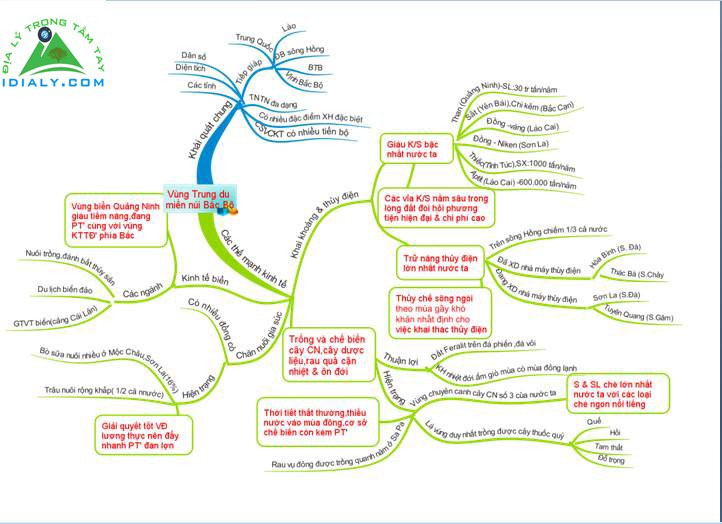 ĐỊA LÝ TRONG TẦM TAY
IDIALY.COM
Vùng Trung du
miền núi Bắc Bộ
Khái quát chung
Dân số
Diện tích
Các tỉnh
Tiếp giáp
Trung Quốc
Lào
ĐB sông Hồng
BTB
Vịnh Bắc Bộ
TNTN đa dạng
Có nhiều đặc điểm XH đặc biệt
CSVCKT có nhiều tiến bộ
Các thế mạnh kinh tế
Khai khoáng & thủy điện
Giàu K/S bậc
nhất nước ta
Than (Quảng Ninh)-SL:30 tr tấn/năm
Sắt (Yên Bái),Chì kẽm (Bắc Cạn)
Đồng -vàng (Lào Cai)
Đồng - Niken (Sơn La)
Thiếc(Tĩnh Túc),SX:1000 tấn/năm
Aptit (Lào Cai) -600.000 tấn/năm
Các vỉa K/S nằm sâu trong
lòng đất đòi hỏi phương
tiện hiện đại & chi phí cao
Trữ năng thủy điện
lớn nhất nước ta
Trên sông Hồng chiếm 1/3 cả nước
Đã XD nhà máy thủy điện
Hòa Bình (S. Đà)
Thác Bà (S.Chảy
Đang XD nhà máy thủy điện
Sơn La (S.Đà)
Tuyên Quang (S.Gâm)
Thủy chế sông ngòi
theo mùa gây khó
khăn nhất định cho
việc khai thác thủy điện
Trồng và chế biến
cây CN,cây dược
liệu,rau quả cận
nhiệt & ôn đới
Thuận lợi
Đất Feralit trên đá phiến ,đá vôi
KH nhiệt đới ẩm gió mùa có mùa đông lạnh
Hiện trạng
Vùng chuyên canh cây CN số 3 của nước ta
S & SL chè lớn nhất
nước ta với các loại
chè ngon nổi tiếng
Là vùng duy nhất trồng được cây thuốc quý
Quế
Hồi
Tam thất
Đỗ trọng
Rau vụ đông được trồng quanh năm ở Sa Pa
Thời tiết thất thường,thiếu
nước vào mùa đông,cơ sở
chế biến còn kém PT'
Chăn nuôi gia súc
Có nhiều đồng cỏ
Hiện trạng
Bò sữa nuôi nhiều ở Mộc Châu,Sơn La(16%)
Trâu nuôi rộng khắp( 1/2 cả nước)
Giải quyết tốt VĐ
lương thực nên đẩy
nhanh PT' đàn lợn
Kinh tế biển
Vùng biển Quảng Ninh
giàu tiềm năng,đang
PT' cùng với vùng
KTTĐ' phía Bắc
Các ngành
Nuôi trồng,đánh bắt thủy sản
Du lịch biển đảo
GTVT biển(cảng Cái Lân)